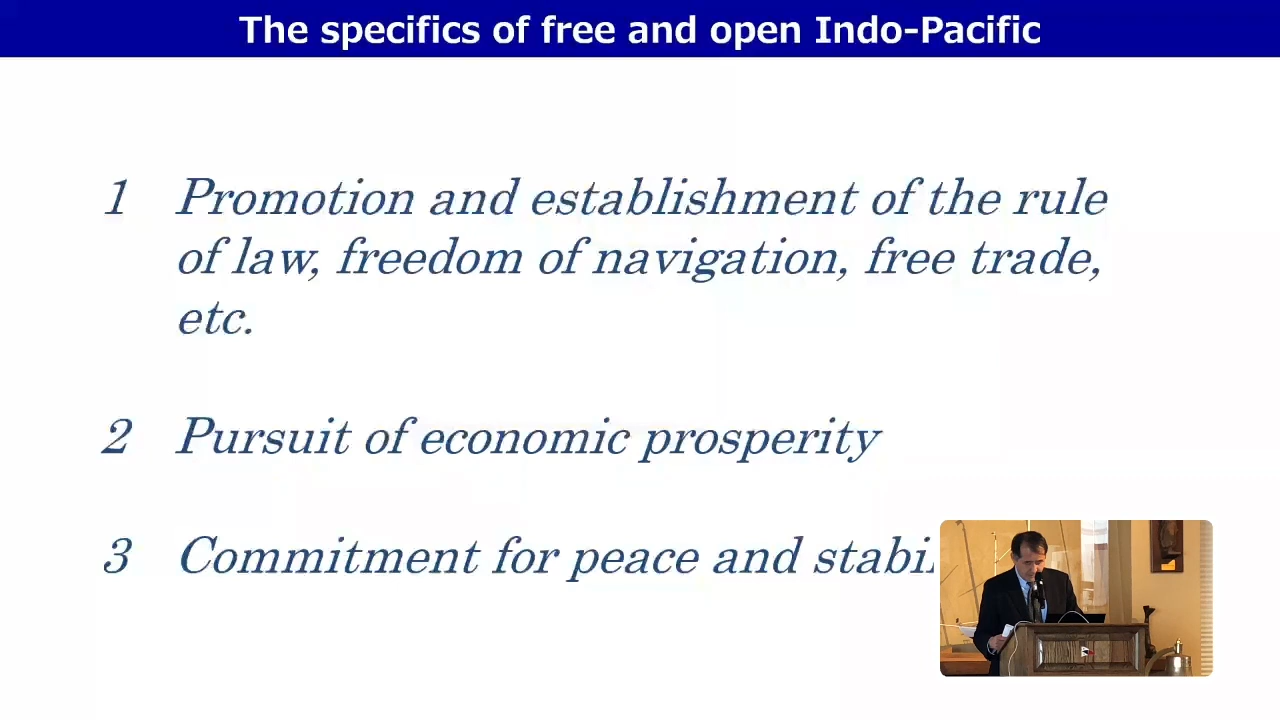 The specifics of free and open Indo-Pacific
1 Promotion and establishment of the rule
of law, freedom of navigation, free trade,
etc.
2 Pursuit of economic prosperity
3 Commitment for peace and